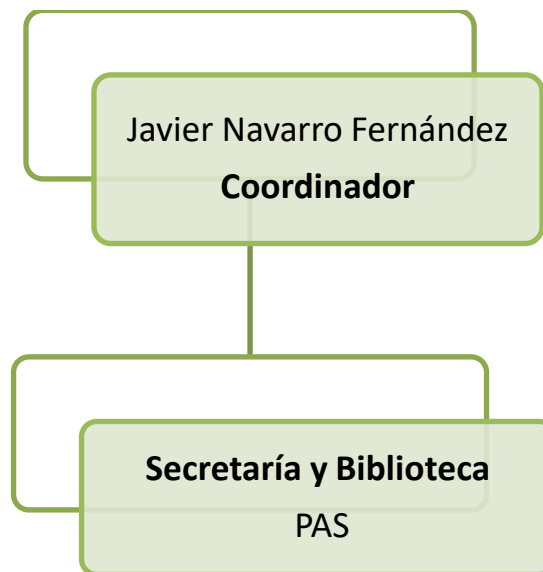 Javier Navarro Fernández
Coordinador
Secretaría y Biblioteca
PAS